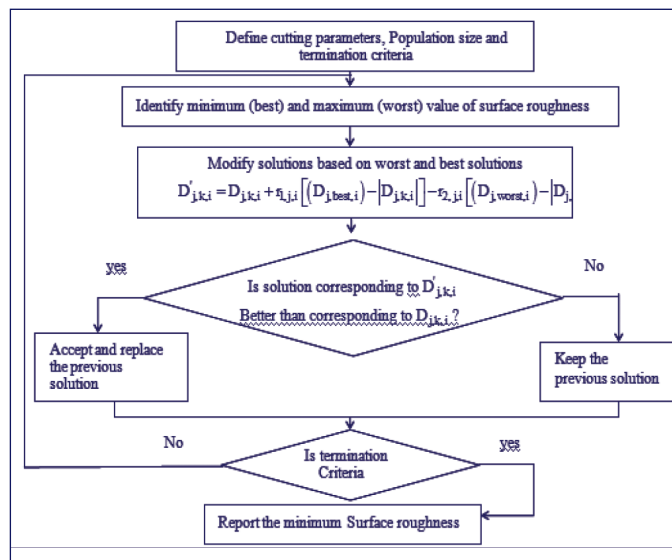 Define cutting parameters, Population size and
termination criteria
Identify minimum (best) and maximum (worst) value of surface roughness
Modify solutions based on worst and best solutions
D'j,k,i = Dj,k,i + r1,j,i [(Dj,best,i) − |Dj,k,i|] − r2, j,i [(Dj,worst,i) − |Dj,
yes
No
Is solution corresponding to D'j,k,i
Better than corresponding to Dj,k,i ?
Accept and replace
the previous
solution
Keep the
previous solution
No
yes
Is termination
Criteria
Report the minimum Surface roughness